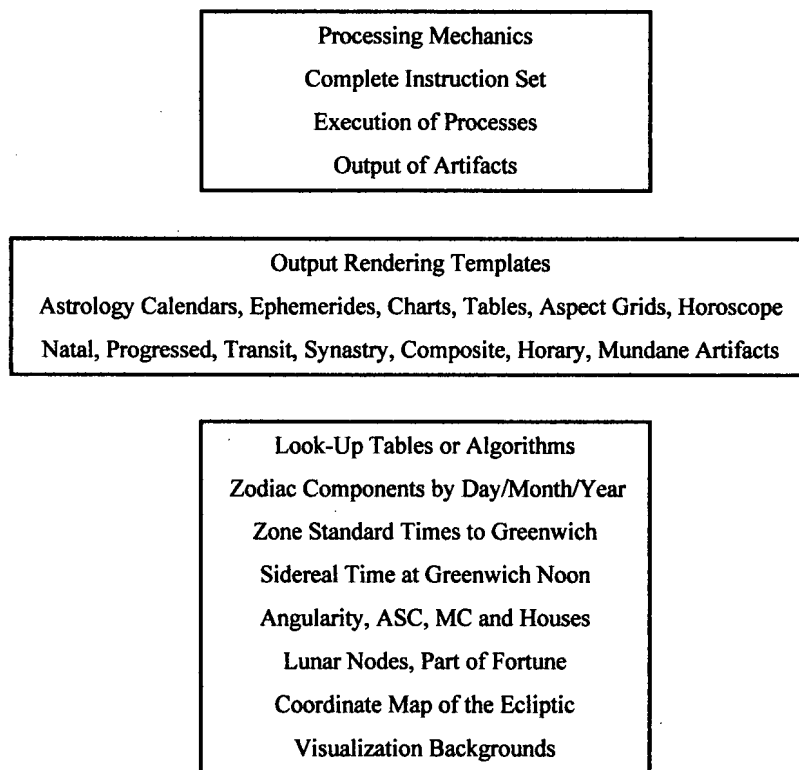 Processing Mechanics
Complete Instruction Set
Execution of Processes
Output of Artifacts
Output Rendering Templates
Astrology Calendars, Ephemerides, Charts, Tables, Aspect Grids, Horoscope
Natal, Progressed, Transit, Synastry, Composite, Horary, Mundane Artifacts
Look-Up Tables or Algorithms
Zodiac Components by Day/Month/Year
Zone Standard Times to Greenwich
Sidereal Time at Greenwich Noon
Angularity, ASC, MC and Houses
Lunar Nodes, Part of Fortune
Coordinate Map of the Ecliptic
Visualization Backgrounds